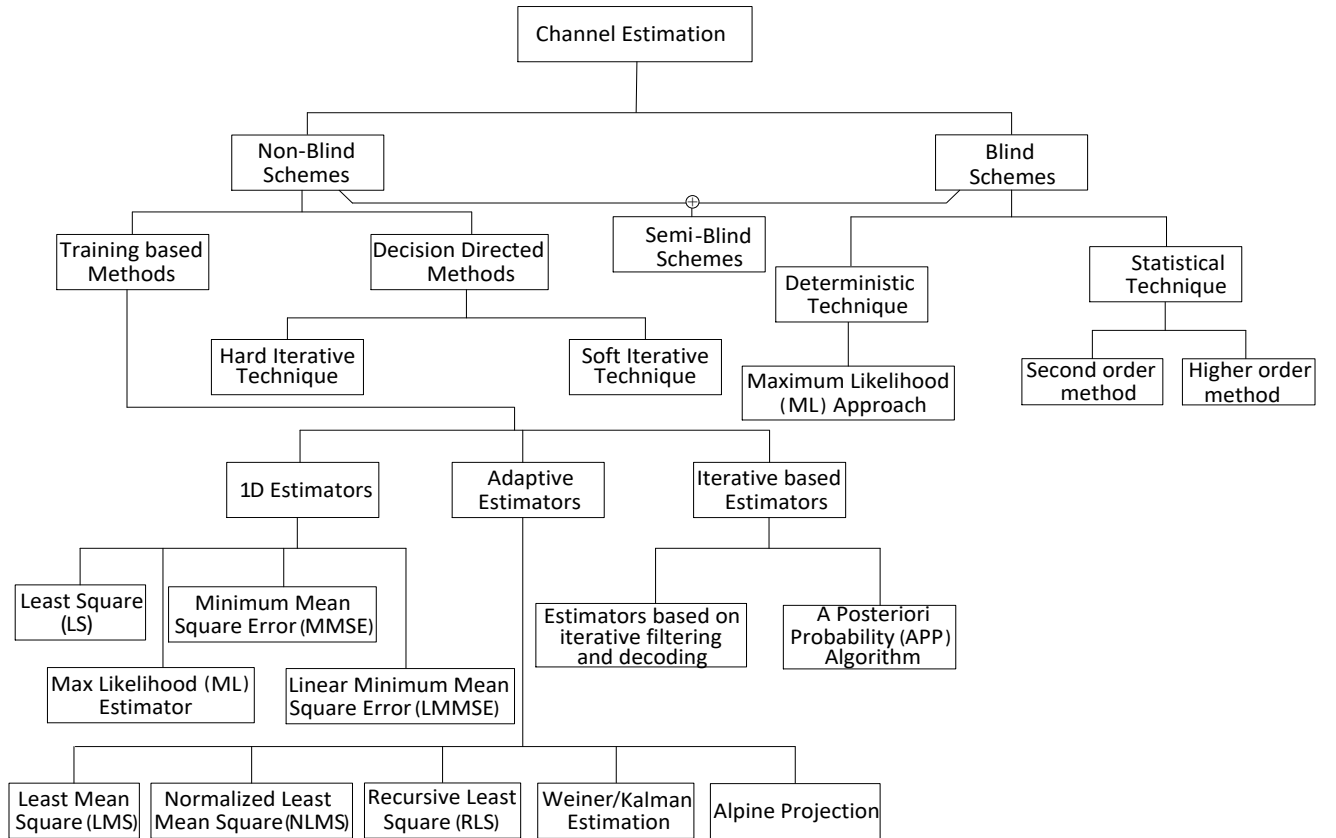 Channel Estimation
Non-Blind
Schemes
Blind
Schemes
Semi-Blind
Schemes
Training based
Methods
Decision Directed
Methods
Deterministic
Technique
Statistical
Technique
Hard Iterative
Technique
Soft Iterative
Technique
Maximum Likelihood
(ML) Approach
Second order
method
Higher order
method
1D Estimators
Adaptive
Estimators
Iterative based
Estimators
Least Square
(LS)
Minimum Mean
Square Error (MMSE)
Max Likelihood (ML)
Estimator
Linear Minimum Mean
Square Error (LMMSE)
Estimators based on
iterative filtering
and decoding
A Posteriori
Probability (APP)
Algorithm
Least Mean
Square (LMS)
Normalized Least
Mean Square (NLMS)
Recursive Least
Square (RLS)
Weiner/Kalman
Estimation
Alpine Projection